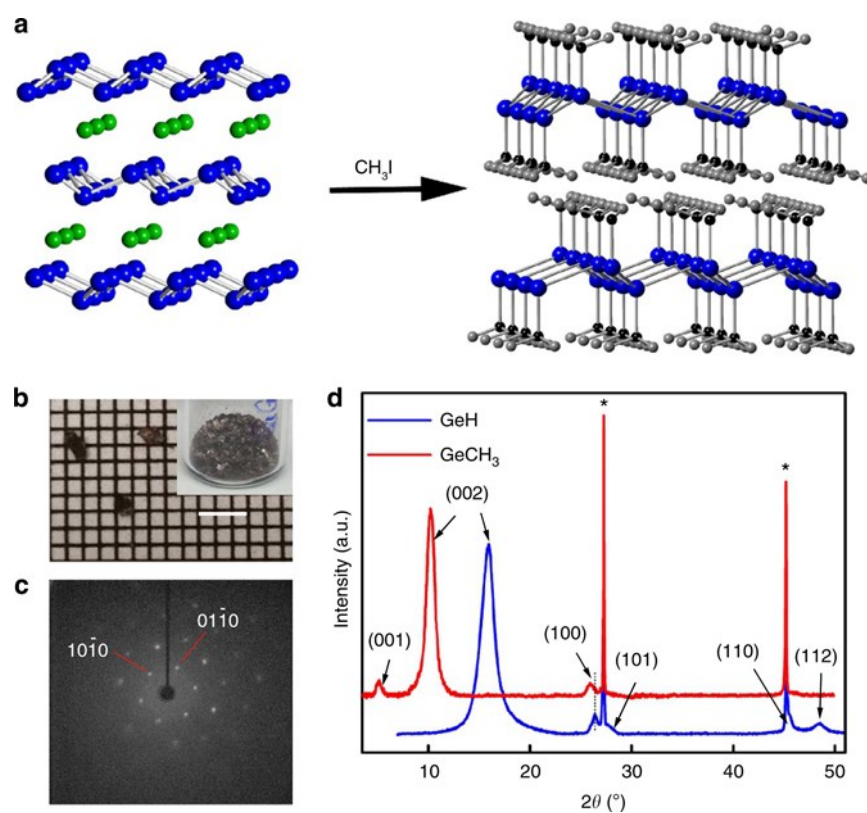 a
CH₃I
b
c
011̄0
101̄0
d
GeH
GeCH₃
*
*
(002)
(001)
(100)
(101)
(110)
(112)
Intensity (a.u.)
10
20
30
40
50
2θ (°)